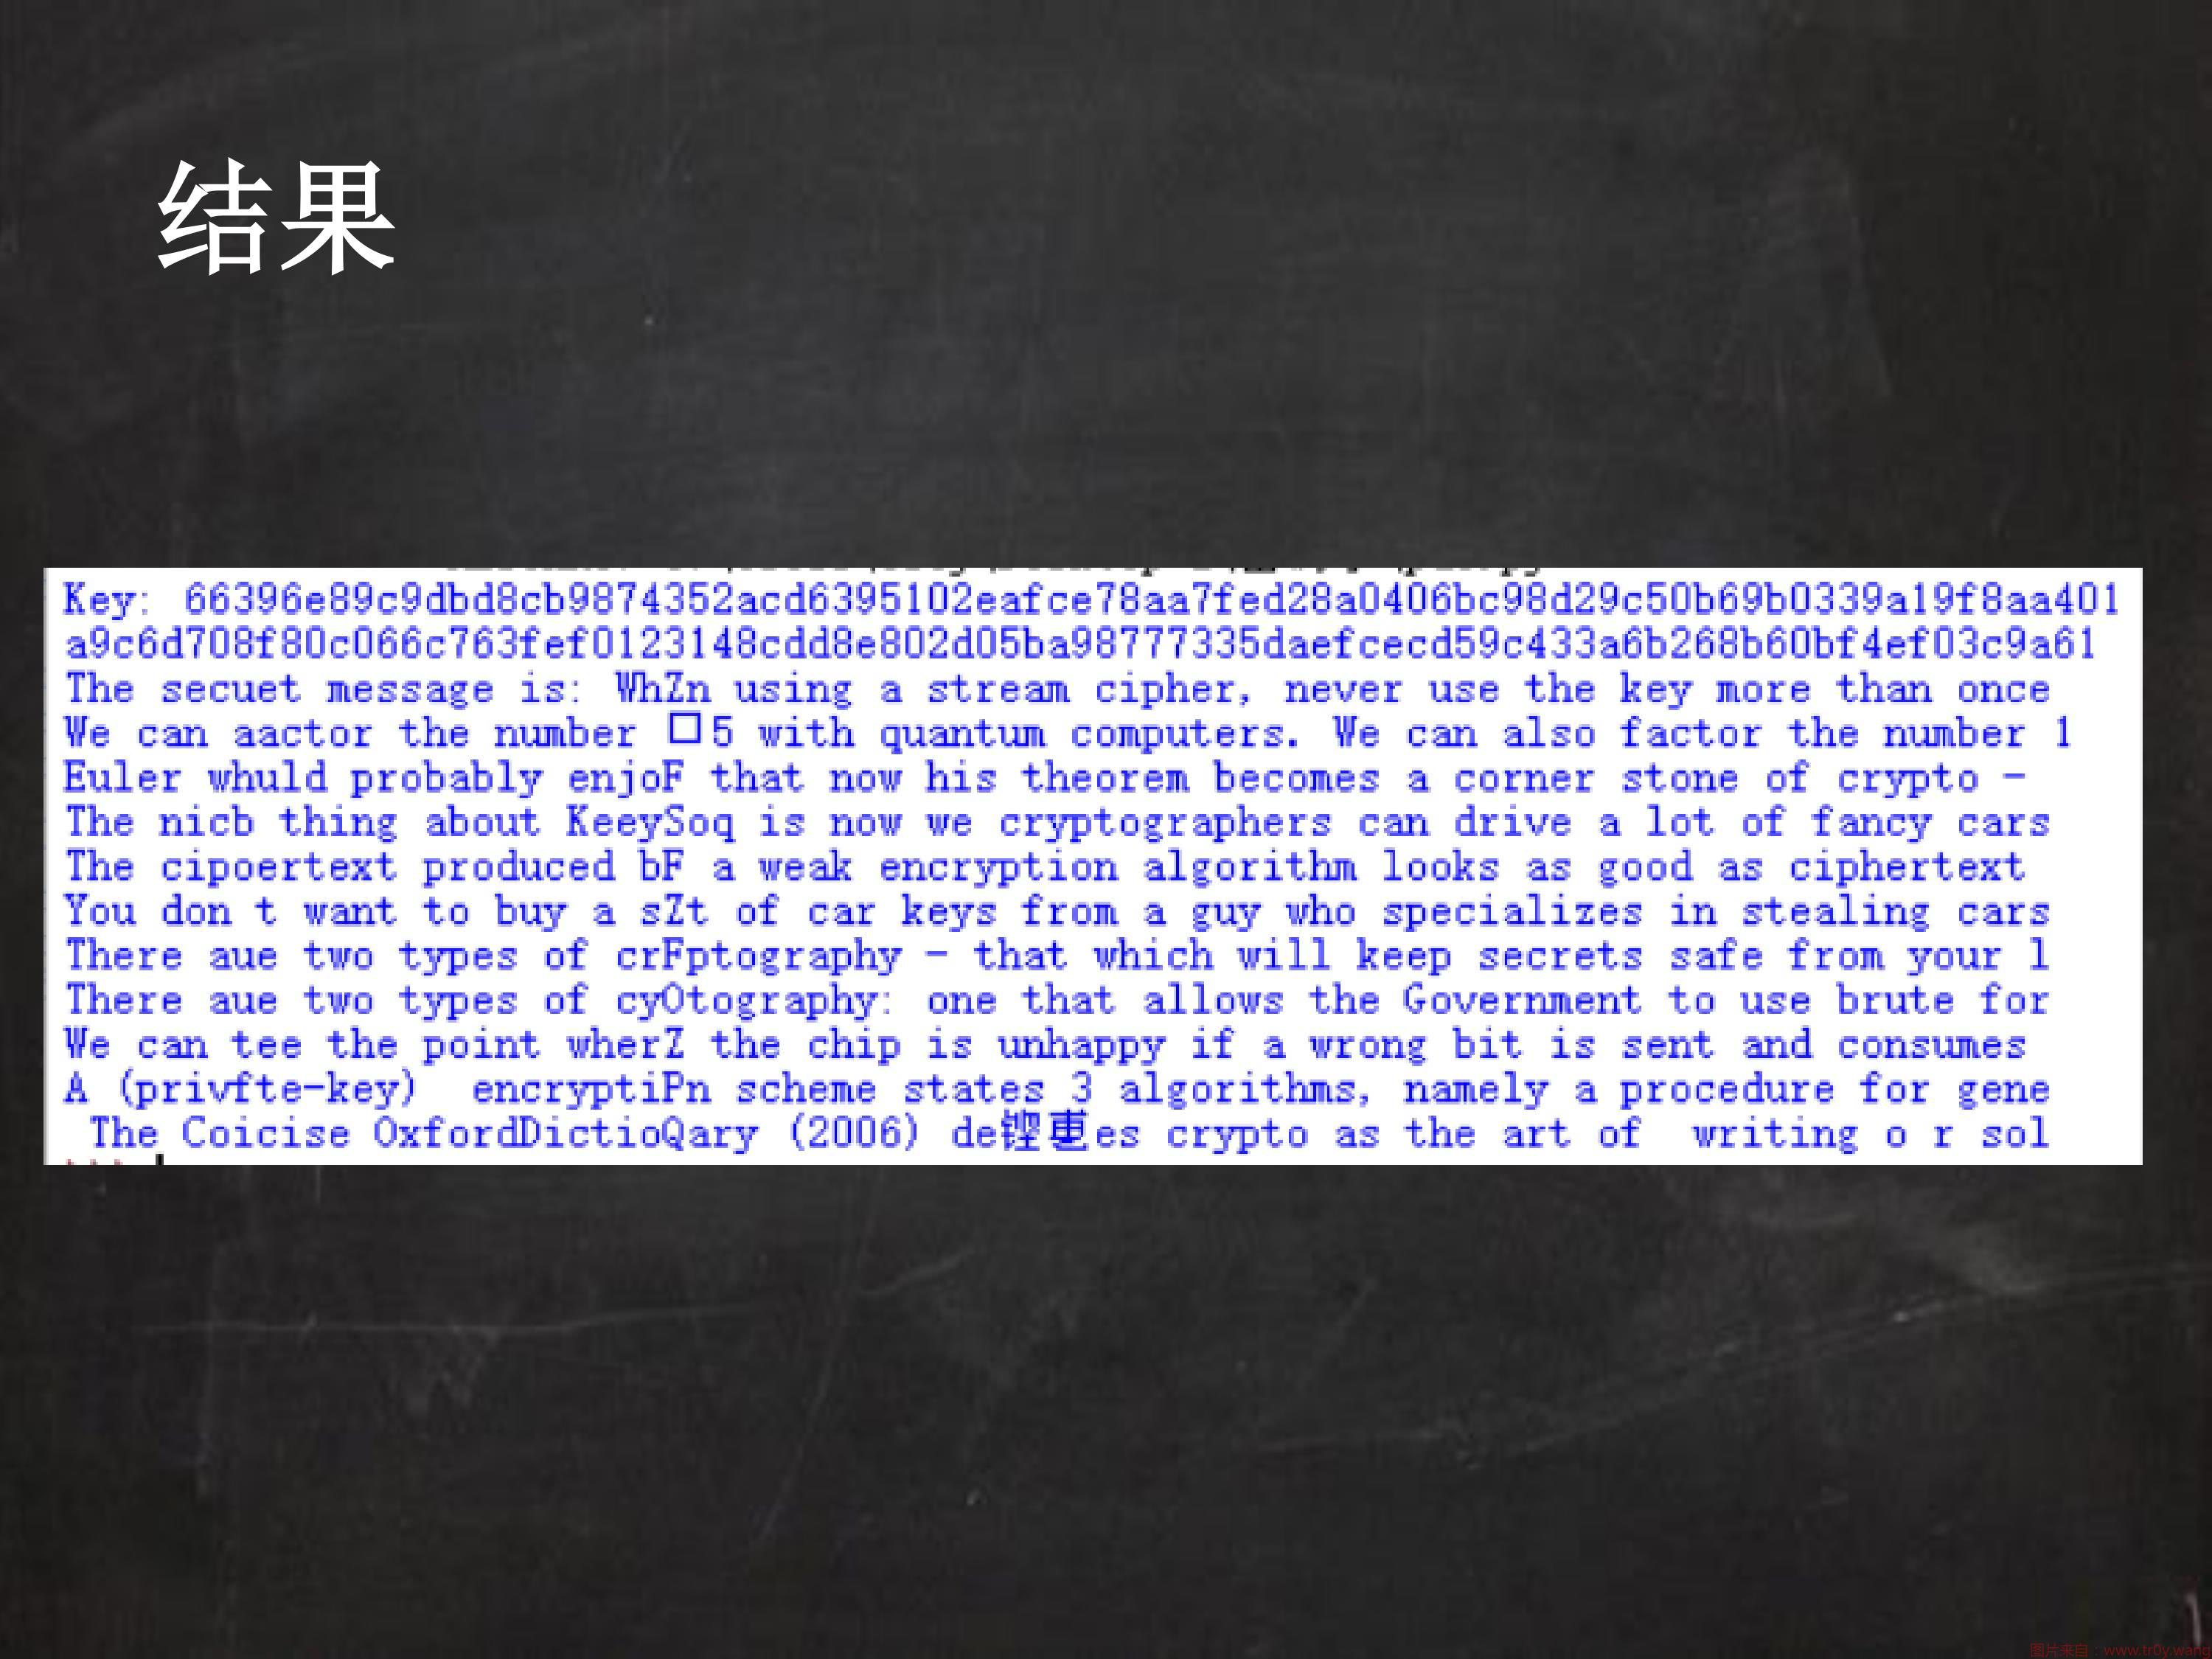 结果
Key: 66396e89c9dbd8cb9874352acd6395102eafce78aa7fed28a0406bc98d29c50b69b0339a19f8aa401
a9c6d708f80c066c763fef0123148cdd8e802d05ba98777335daefcecd59c433a6b268b60bf4ef03c9a61
The secuet message is: WhZn using a stream cipher, never use the key more than once
We can aactor the number □5 with quantum computers. We can also factor the number 1
Euler whuld probably enjoF that now his theorem becomes a corner stone of crypto -
The nicb thing about KeeySoq is now we cryptographers can drive a lot of fancy cars
The cipoertext produced bF a weak encryption algorithm looks as good as ciphertext
You don t want to buy a sZt of car keys from a guy who specializes in stealing cars
There aue two types of crFptography - that which will keep secrets safe from your l
There aue two types of cyOtography: one that allows the Government to use brute for
We can tee the point wherZ the chip is unhappy if a wrong bit is sent and consumes
A (privfte-key)  encryptiPn scheme states 3 algorithms, namely a procedure for gene
The Coicise OxfordDictioQary (2006) es crypto as the art of  writing o r sol
图片来自：www.tr0y.wang